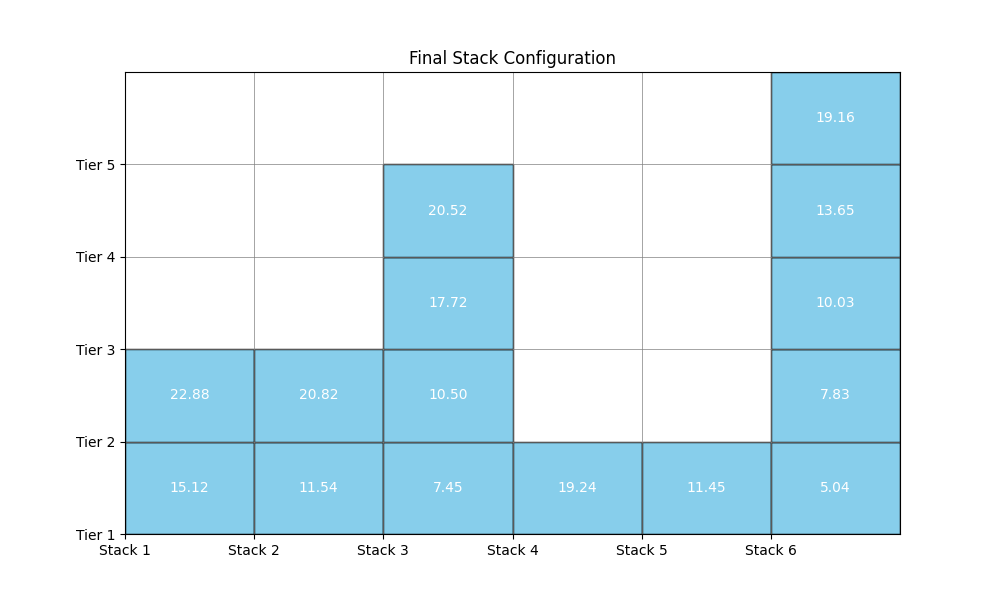 Final Stack Configuration
19.16
Tier 5
20.52
13.65
Tier 4
17.72
10.03
Tier 3
22.88
20.82
10.50
7.83
Tier 2
15.12
11.54
7.45
19.24
11.45
5.04
Tier 1
Stack 1
Stack 2
Stack 3
Stack 4
Stack 5
Stack 6